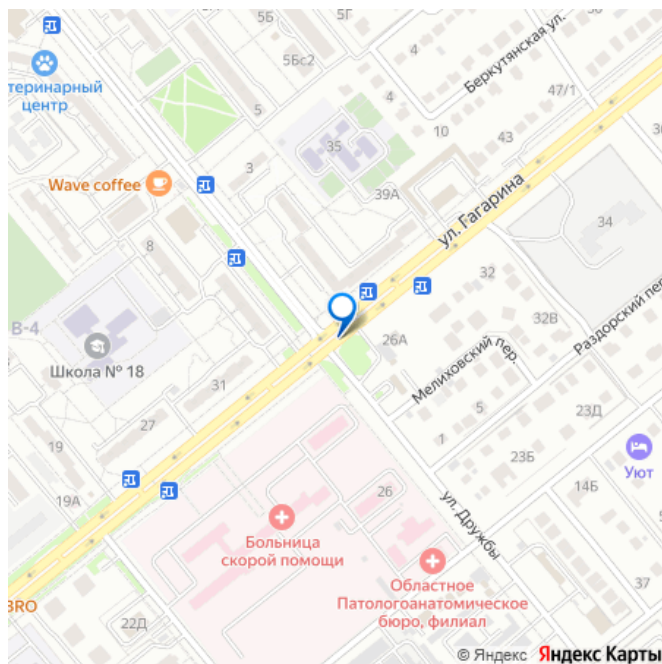 5Б
5Г
5Бс2
4
Беркутянская ул.
теринарный
центр
5
4
47/1
10
43
35
3
39А
Wave coffee
ул. Гагарина
34
8
32
В-4
32В
Раздорский пер.
26А
Школа № 18
Мелиховский пер.
31
27
5
23Д
19
7
23Б
Уют
19А
26
14Б
ул. Дружбы
Больница
скорой помощи
Областное
Патологоанатомическое
бюро, филиал
37
BRO
22Д
© Яндекс Яндекс Карты